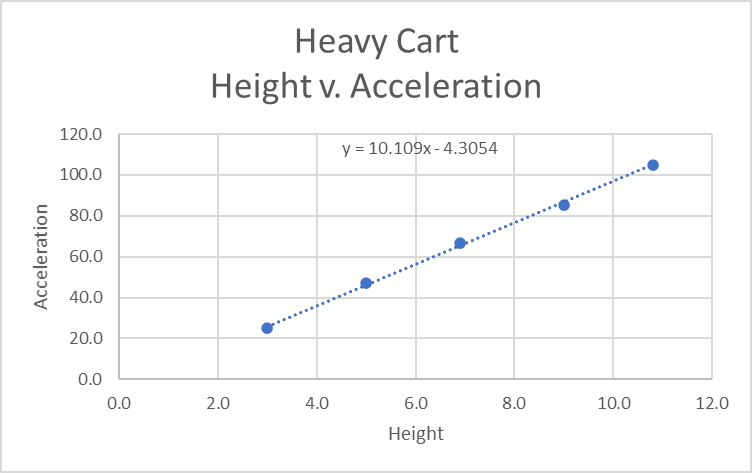 Heavy Cart
Height v. Acceleration
y = 10.109x - 4.3054
Acceleration
120.0
100.0
80.0
60.0
40.0
20.0
0.0
0.0 2.0 4.0 6.0 8.0 10.0 12.0
Height